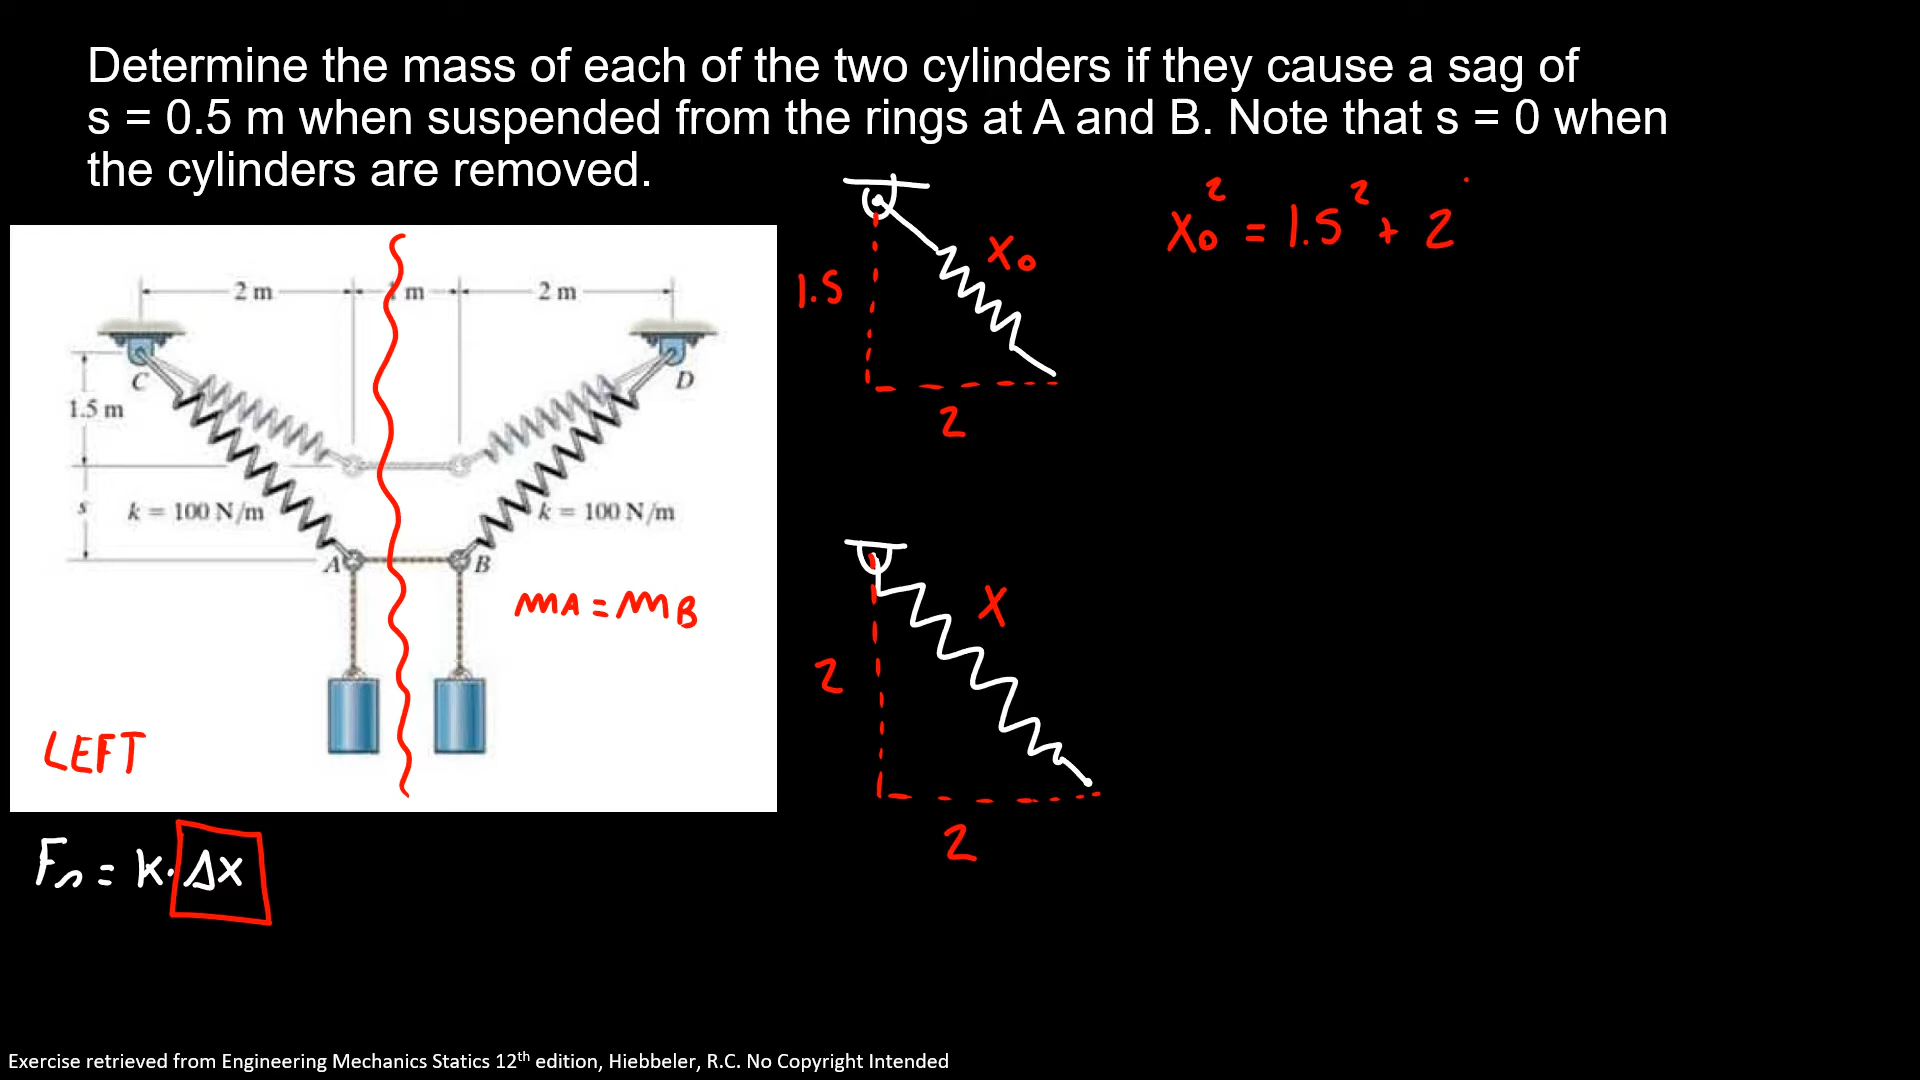 Determine the mass of each of the two cylinders if they cause a sag of
s = 0.5 m when suspended from the rings at A and B. Note that s = 0 when
the cylinders are removed.
x₀² = 1.5² + 2
x₀
1.5
2
2 m
m
2 m
C
D
1.5 m
s
k = 100 N/m
k = 100 N/m
A
B
mA = mB
LEFT
x
2
2
Fs = k · Δx
Exercise retrieved from Engineering Mechanics Statics 12th edition, Hiebbeler, R.C. No Copyright Intended